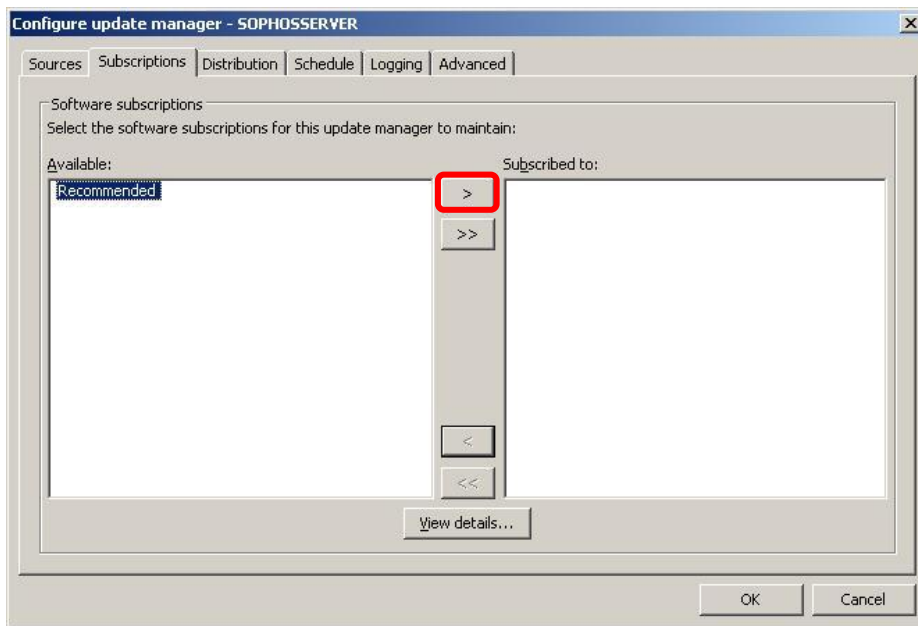 Configure update manager - SOPHOSSERVER
Sources Subscriptions Distribution Schedule Logging Advanced
Software subscriptions
Select the software subscriptions for this update manager to maintain:
Available: Subscribed to:
Recommended >
>>
<
<<
View details...
OK Cancel